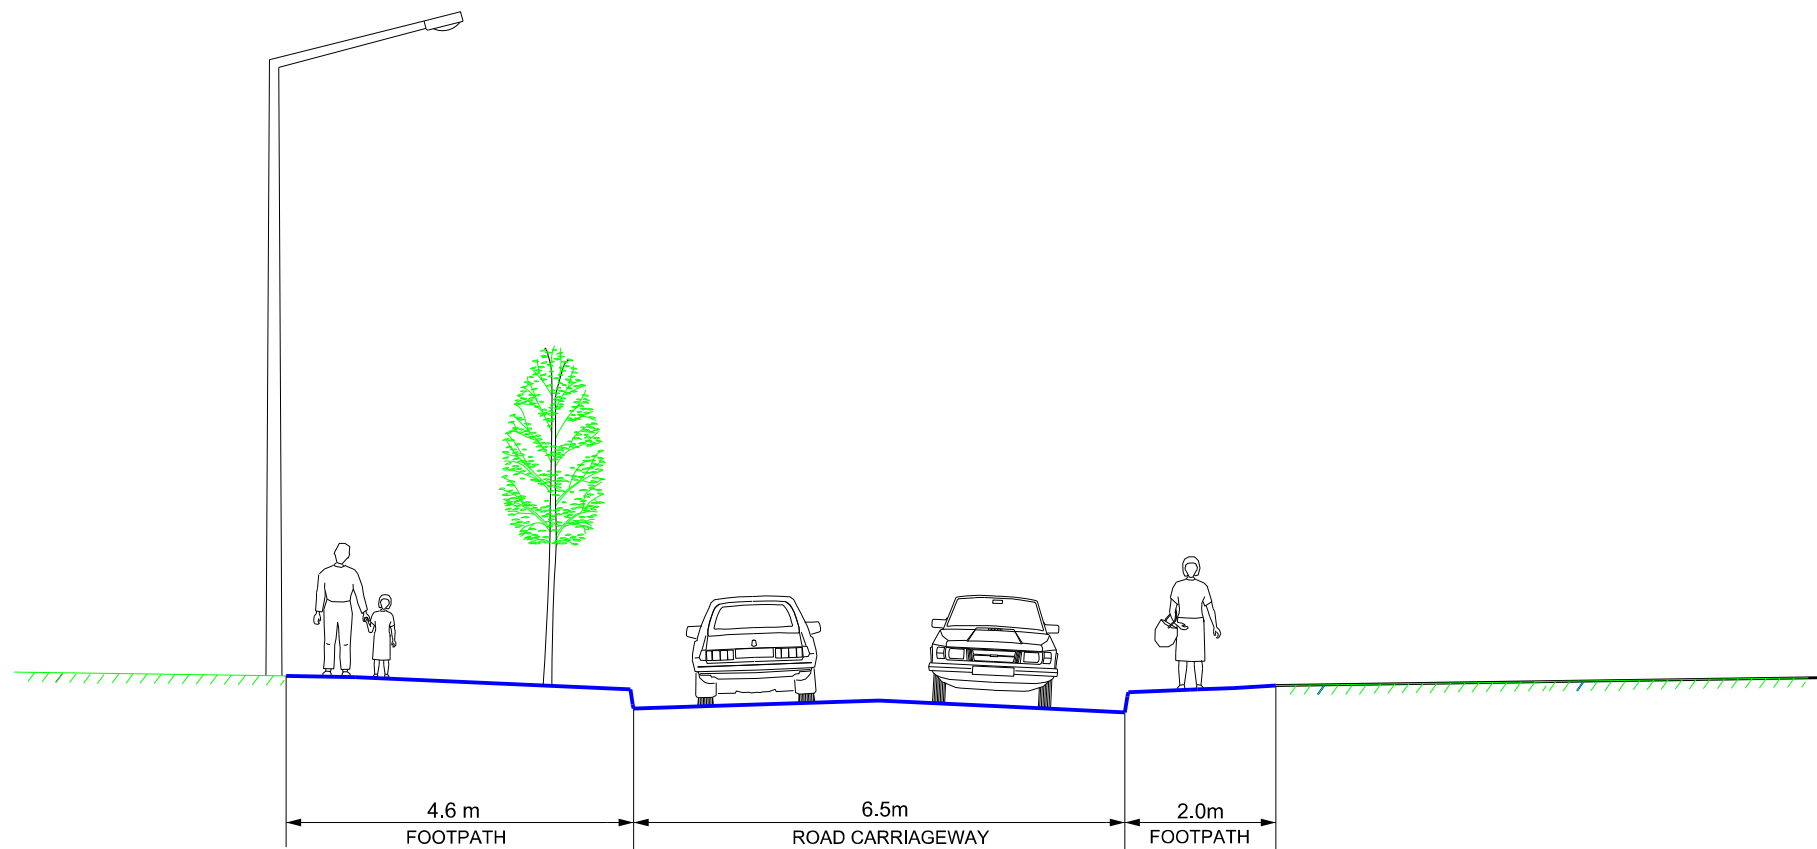 4.6 m
FOOTPATH
6.5m
ROAD CARRIAGEWAY
2.0m
FOOTPATH